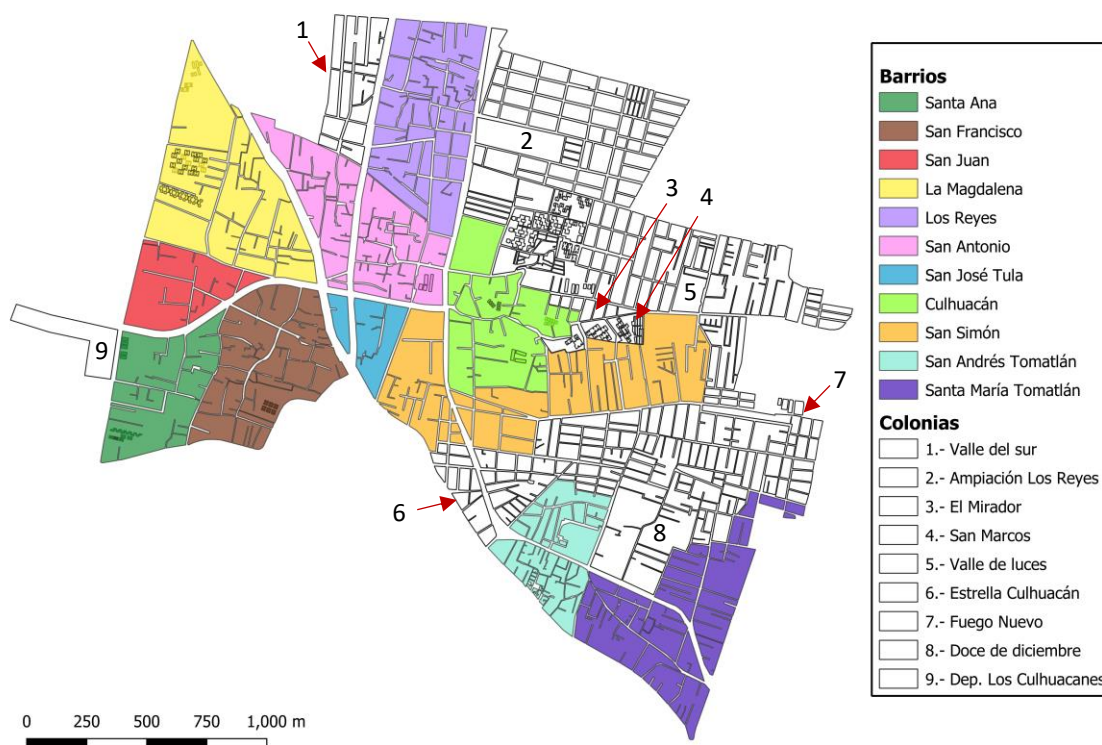 1
2
3
4
5
6
7
8
9
Barrios
Santa Ana
San Francisco
San Juan
La Magdalena
Los Reyes
San Antonio
San José Tula
Culhuacán
San Simón
San Andrés Tomatlán
Santa María Tomatlán
Colonias
1.- Valle del sur
2.- Ampiación Los Reyes
3.- El Mirador
4.- San Marcos
5.- Valle de luces
6.- Estrella Culhuacán
7.- Fuego Nuevo
8.- Doce de diciembre
9.- Dep. Los Culhuacanes
0 250 500 750 1,000 m